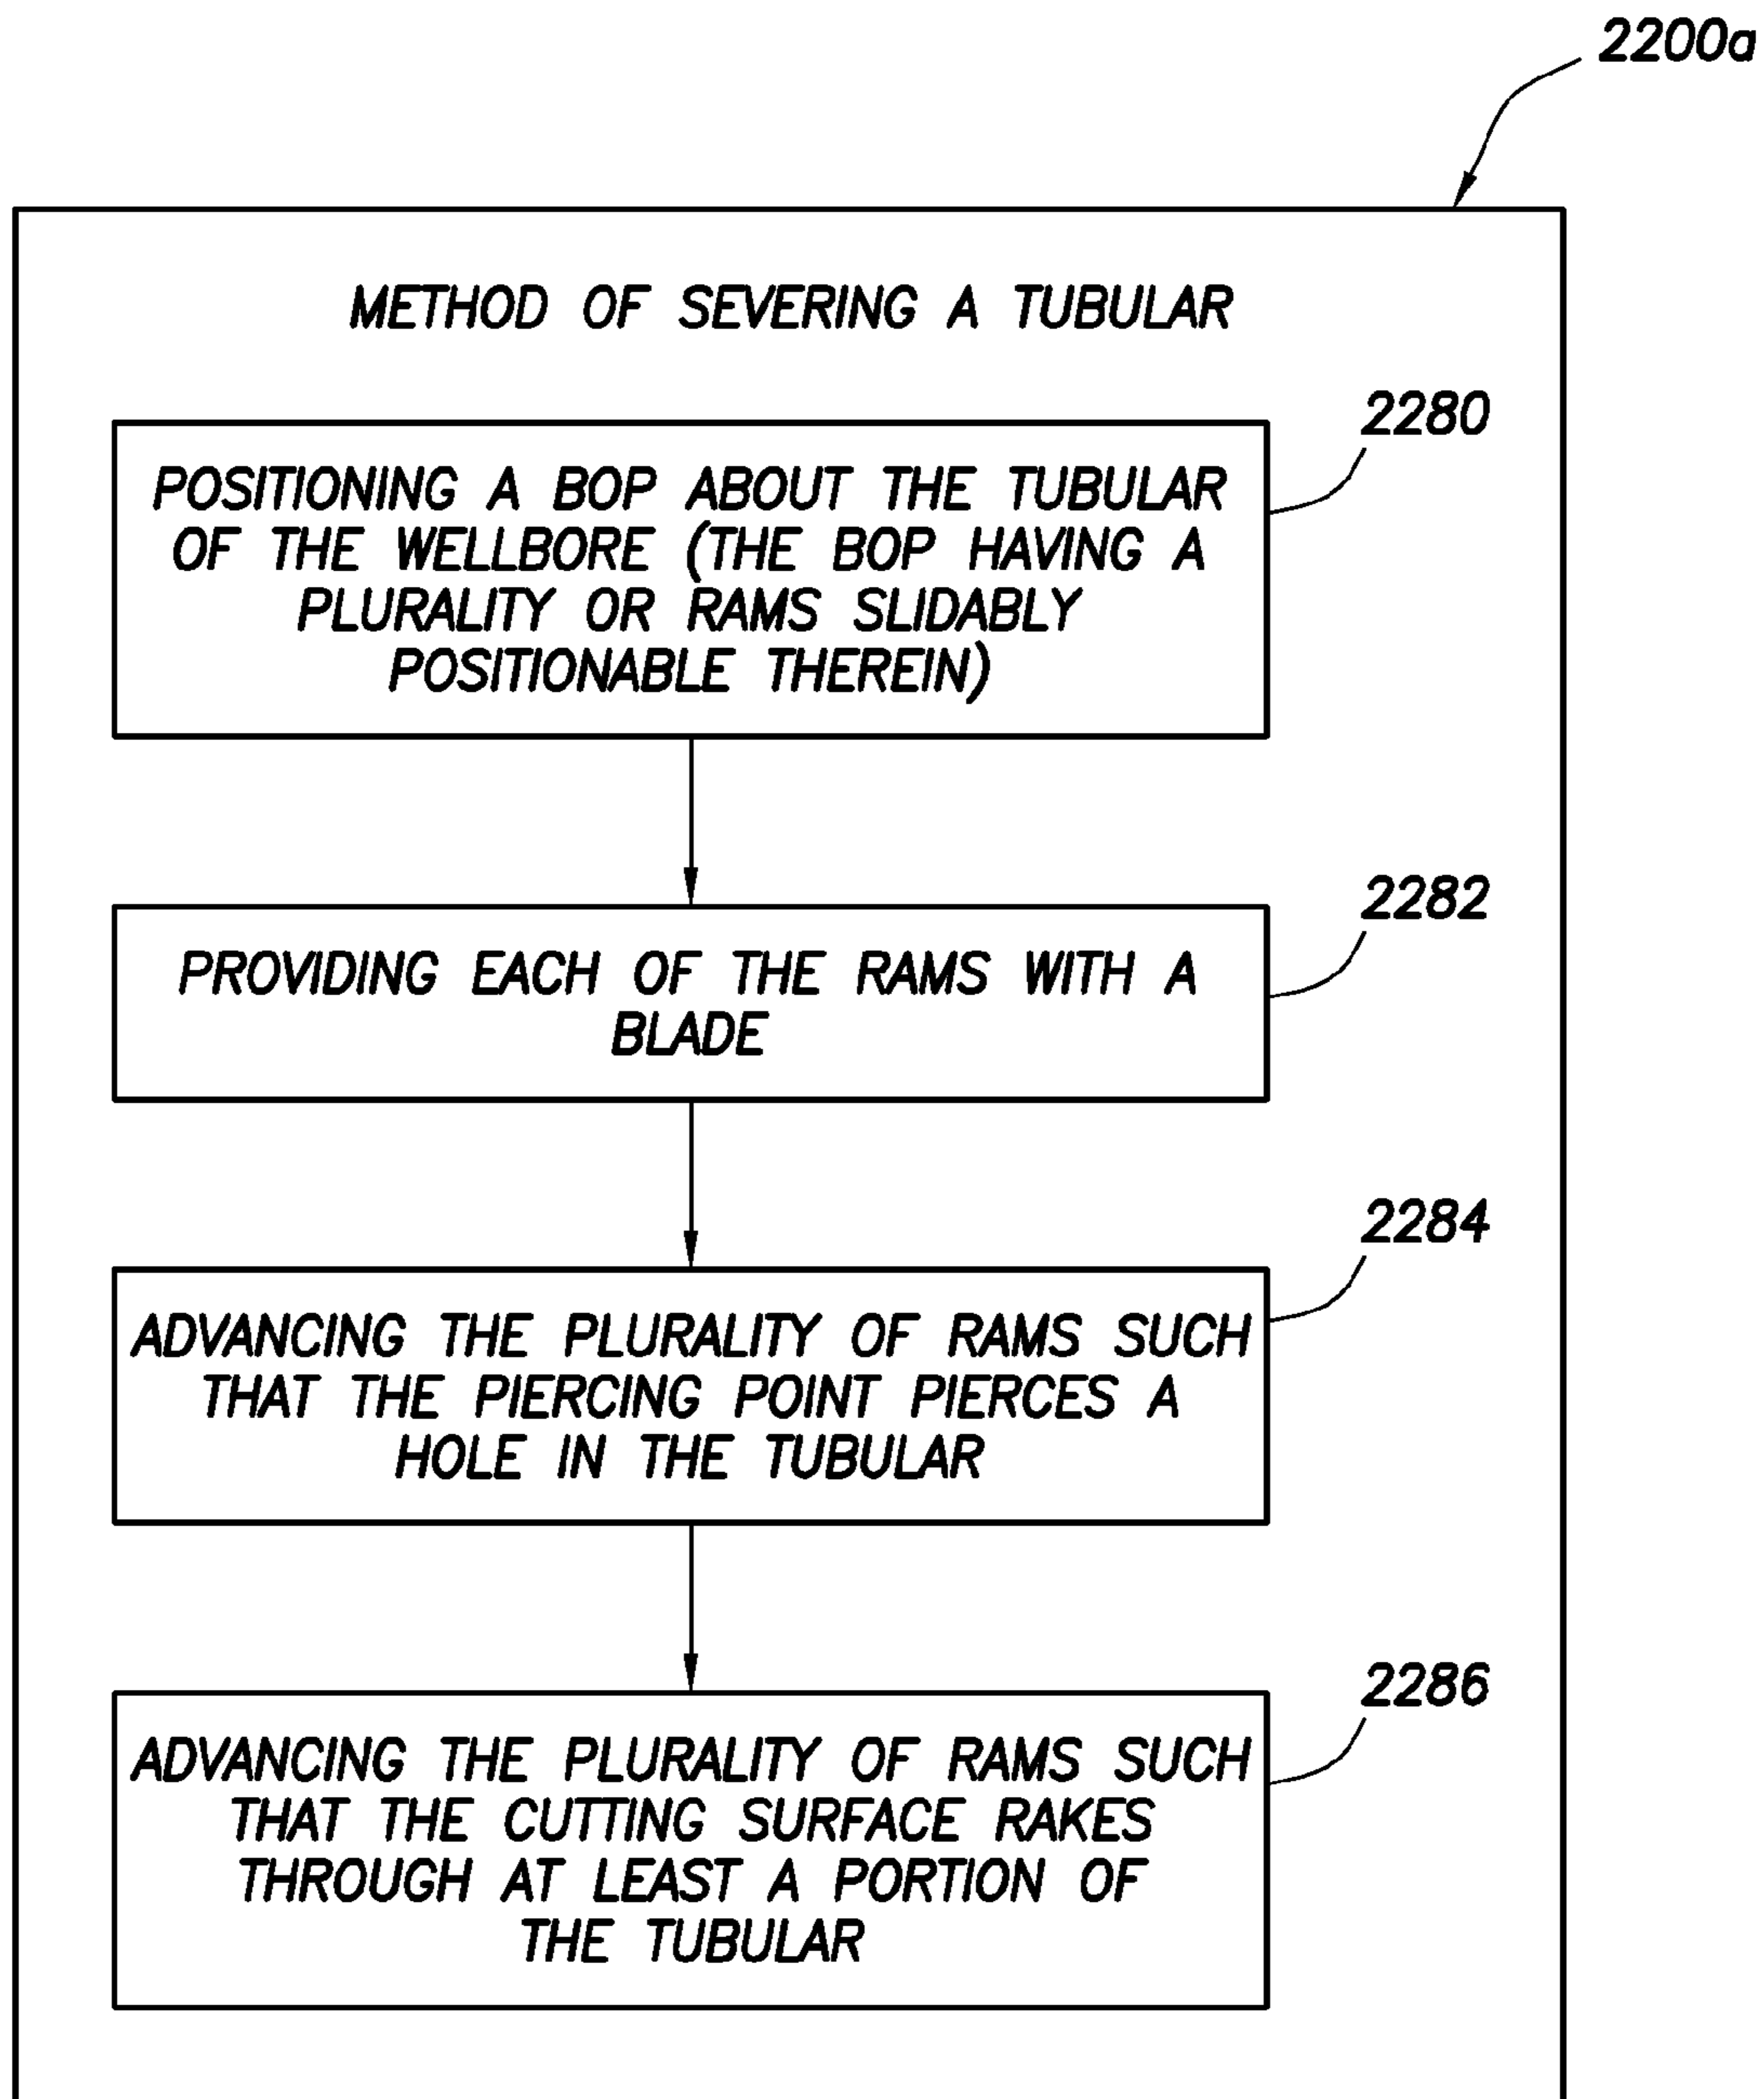 2200a
METHOD OF SEVERING A TUBULAR
2280
POSITIONING A BOP ABOUT THE TUBULAR
OF THE WELLBORE (THE BOP HAVING A
PLURALITY OR RAMS SLIDABLY
POSITIONABLE THEREIN)
2282
PROVIDING EACH OF THE RAMS WITH A
BLADE
2284
ADVANCING THE PLURALITY OF RAMS SUCH
THAT THE PIERCING POINT PIERCES A
HOLE IN THE TUBULAR
2286
ADVANCING THE PLURALITY OF RAMS SUCH
THAT THE CUTTING SURFACE RAKES
THROUGH AT LEAST A PORTION OF
THE TUBULAR